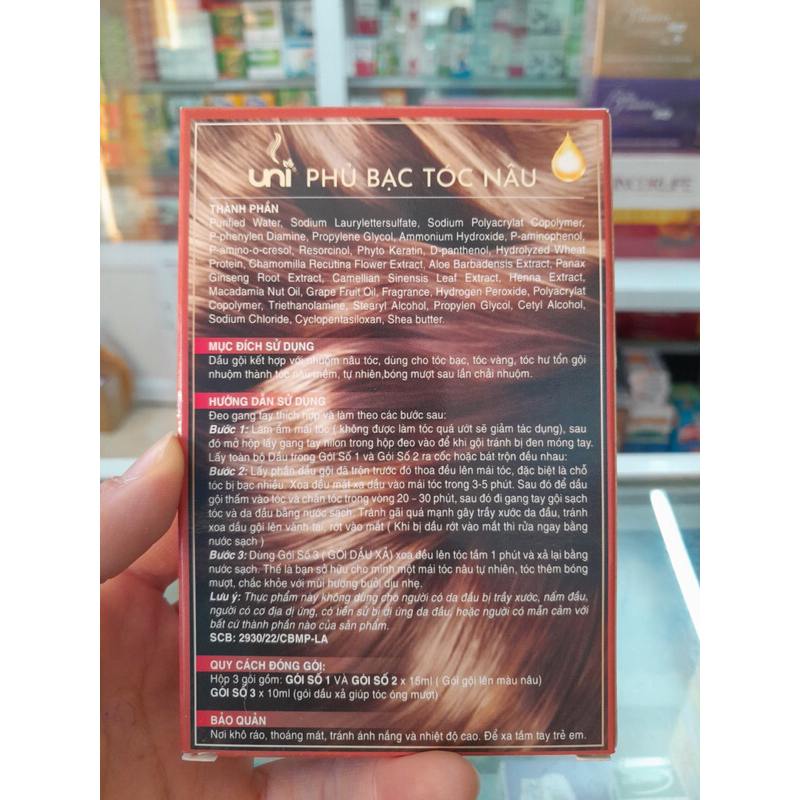 uni PHỦ BẠC TÓC NÂU
THÀNH PHẦN
Purified Water, Sodium Laurylettersulfate, Sodium Polyacrylat Copolymer,
P-phenylen Diamine, Propylene Glycol, Ammonium Hydroxide, P-aminophenol,
P-amino-o-cresol, Resorcinol, Phyto Keratin, D-panthenol, Hydrolyzed Wheat
Protein, Chamomilla Recutina Flower Extract, Aloe Barbadensis Extract, Panax
Ginseng Root Extract, Camellian Sinensis Leaf Extract, Henna Extract,
Macadamia Nut Oil, Grape Fruit Oil, Fragrance, Hydrogen Peroxide, Polyacrylat
Copolymer, Triethanolamine, Stearyl Alcohol, Propylen Glycol, Cetyl Alcohol,
Sodium Chloride, Cyclopentasiloxan, Shea butter.
MỤC ĐÍCH SỬ DỤNG
Dầu gội kết hợp với nhuộm nâu tóc, dùng cho tóc bạc, tóc vàng, tóc hư tổn gội
nhuộm thành tóc nâu mềm, tự nhiên,bóng mượt sau lần chải nhuộm.
HƯỚNG DẪN SỬ DỤNG
Đeo gang tay thích hợp và làm theo các bước sau:
Bước 1: Làm ẩm mái tóc ( không được làm tóc quá ướt sẽ giảm tác dụng), sau
đó mở hộp lấy gang tay nilon trong hộp đeo vào để khi gội tránh bị đen móng tay.
Lấy toàn bộ Dầu trong Gói Số 1 và Gói Số 2 ra cốc hoặc bát trộn đều nhau:
Bước 2: Lấy phần dầu gội đã trộn trước đó thoa đều lên mái tóc, đặc biệt là chỗ
tóc bị bạc nhiều. Xoa đều mát xa dầu vào mái tóc trong 3-5 phút. Sau đó để dầu
gội thấm vào tóc và chân tóc trong vòng 20 – 30 phút, sau đó đi gang tay gội sạch
tóc và da đầu bằng nước sạch. Tránh gãi quá mạnh gây trầy xước da đầu, tránh
xoa dầu gội lên vành tai, rớt vào mắt ( Khi bị dầu rớt vào mắt thì rửa ngay bằng
nước sạch )
Bước 3: Dùng Gói Số 3 ( GÓI DẦU XẢ) xoa đều lên tóc tầm 1 phút và xả lại bằng
nước sạch. Thế là bạn sở hữu cho mình một mái tóc nâu tự nhiên, tóc thêm bóng
mượt, chắc khỏe với mùi hương bưởi dịu nhẹ.
Lưu ý: Thực phẩm này không dùng cho người có da đầu bị trầy xước, nấm đầu,
người có cơ địa dị ứng, có tiền sử bị dị ứng da đầu, hoặc người có mẫn cảm với
bất cứ thành phần nào của sản phẩm.
SCB: 2930/22/CBMP-LA
QUY CÁCH ĐÓNG GÓI:
Hộp 3 gói gồm: GÓI SỐ 1 VÀ GÓI SỐ 2 x 15ml ( Gói gội lên màu nâu)
GÓI SỐ 3 x 10ml (gói dầu xả giúp tóc óng mượt)
BẢO QUẢN
Nơi khô ráo, thoáng mát, tránh ánh nắng và nhiệt độ cao. Để xa tầm tay trẻ em.